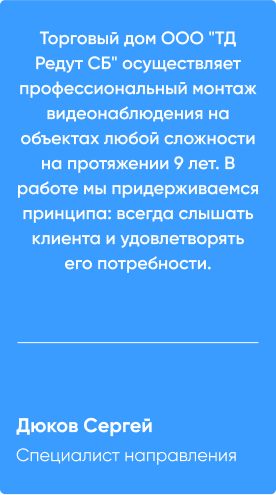 Торговый дом ООО "ТД
Редут СБ" осуществляет
профессиональный монтаж
видеонаблюдения на
объектах любой сложности
на протяжении 9 лет. В
работе мы придерживаемся
принципа: всегда слышать
клиента и удовлетворять
его потребности.
Дюков Сергей
Специалист направления